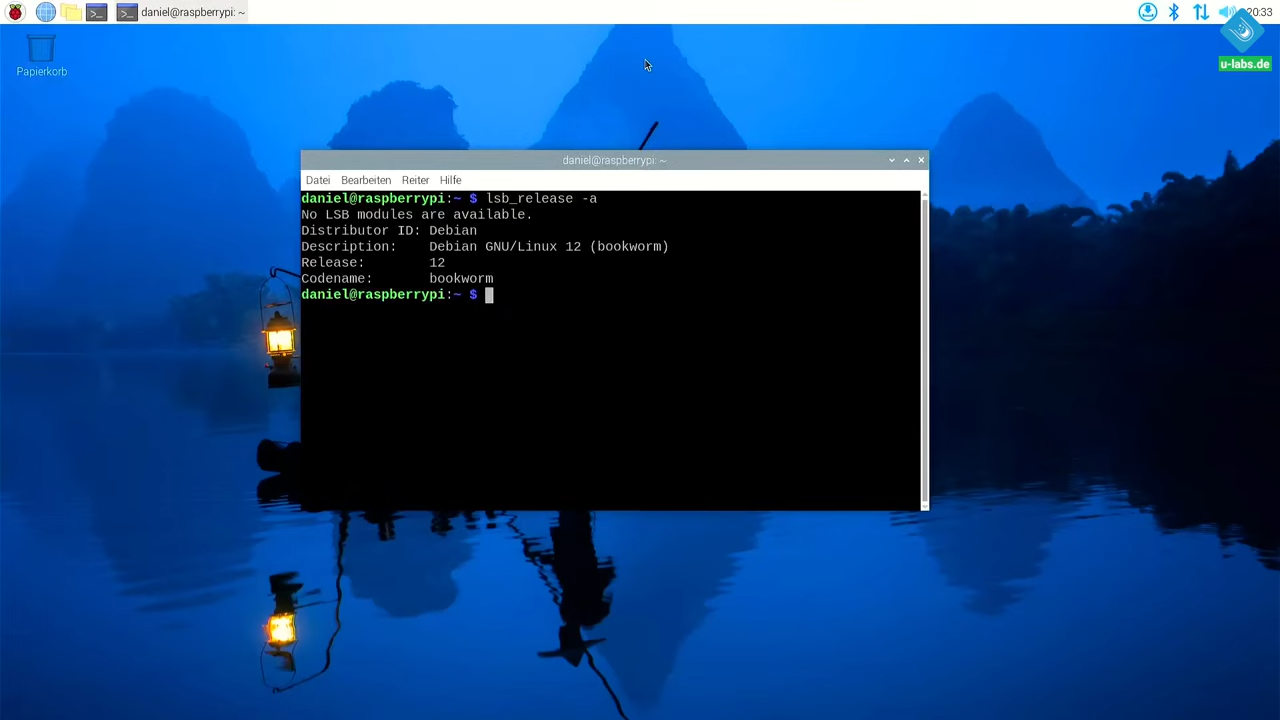 daniel@raspberrypi: ~
20:33
u-labs.de
Papierkorb
daniel@raspberrypi: ~
Datei Bearbeiten Reiter Hilfe
daniel@raspberrypi:~ $ lsb_release -a
No LSB modules are available.
Distributor ID: Debian
Description:    Debian GNU/Linux 12 (bookworm)
Release:        12
Codename:       bookworm
daniel@raspberrypi:~ $